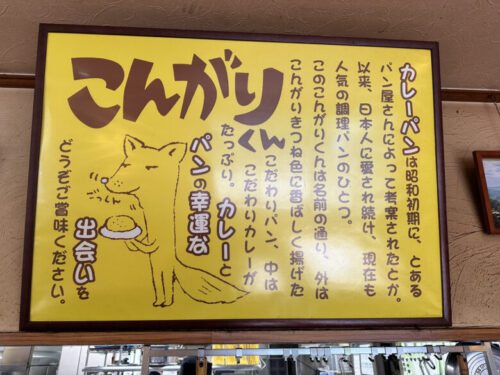 こんがり
くん
カレーパンは昭和初期に、とある
パン屋さんによって考案されたとか。
以来、日本人に愛され続け、現在も
人気の調理パンのひとつ。
このこんがりくんは名前の通り、外は
こんがりきつね色に香ばしく揚げた
こだわりパン、中は
こだわりカレーが
たっぷり。カレーと
パンの幸運な
出会いを
どうぞご賞味ください。